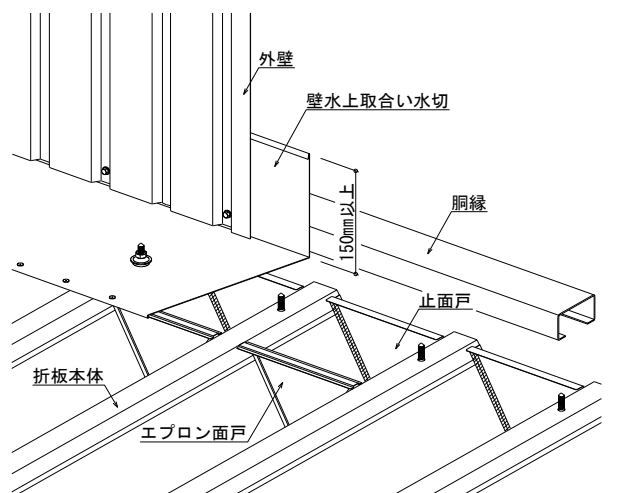 外壁
壁水上取合い水切
150mm以上
胴縁
止面戸
折板本体
エプロン面戸